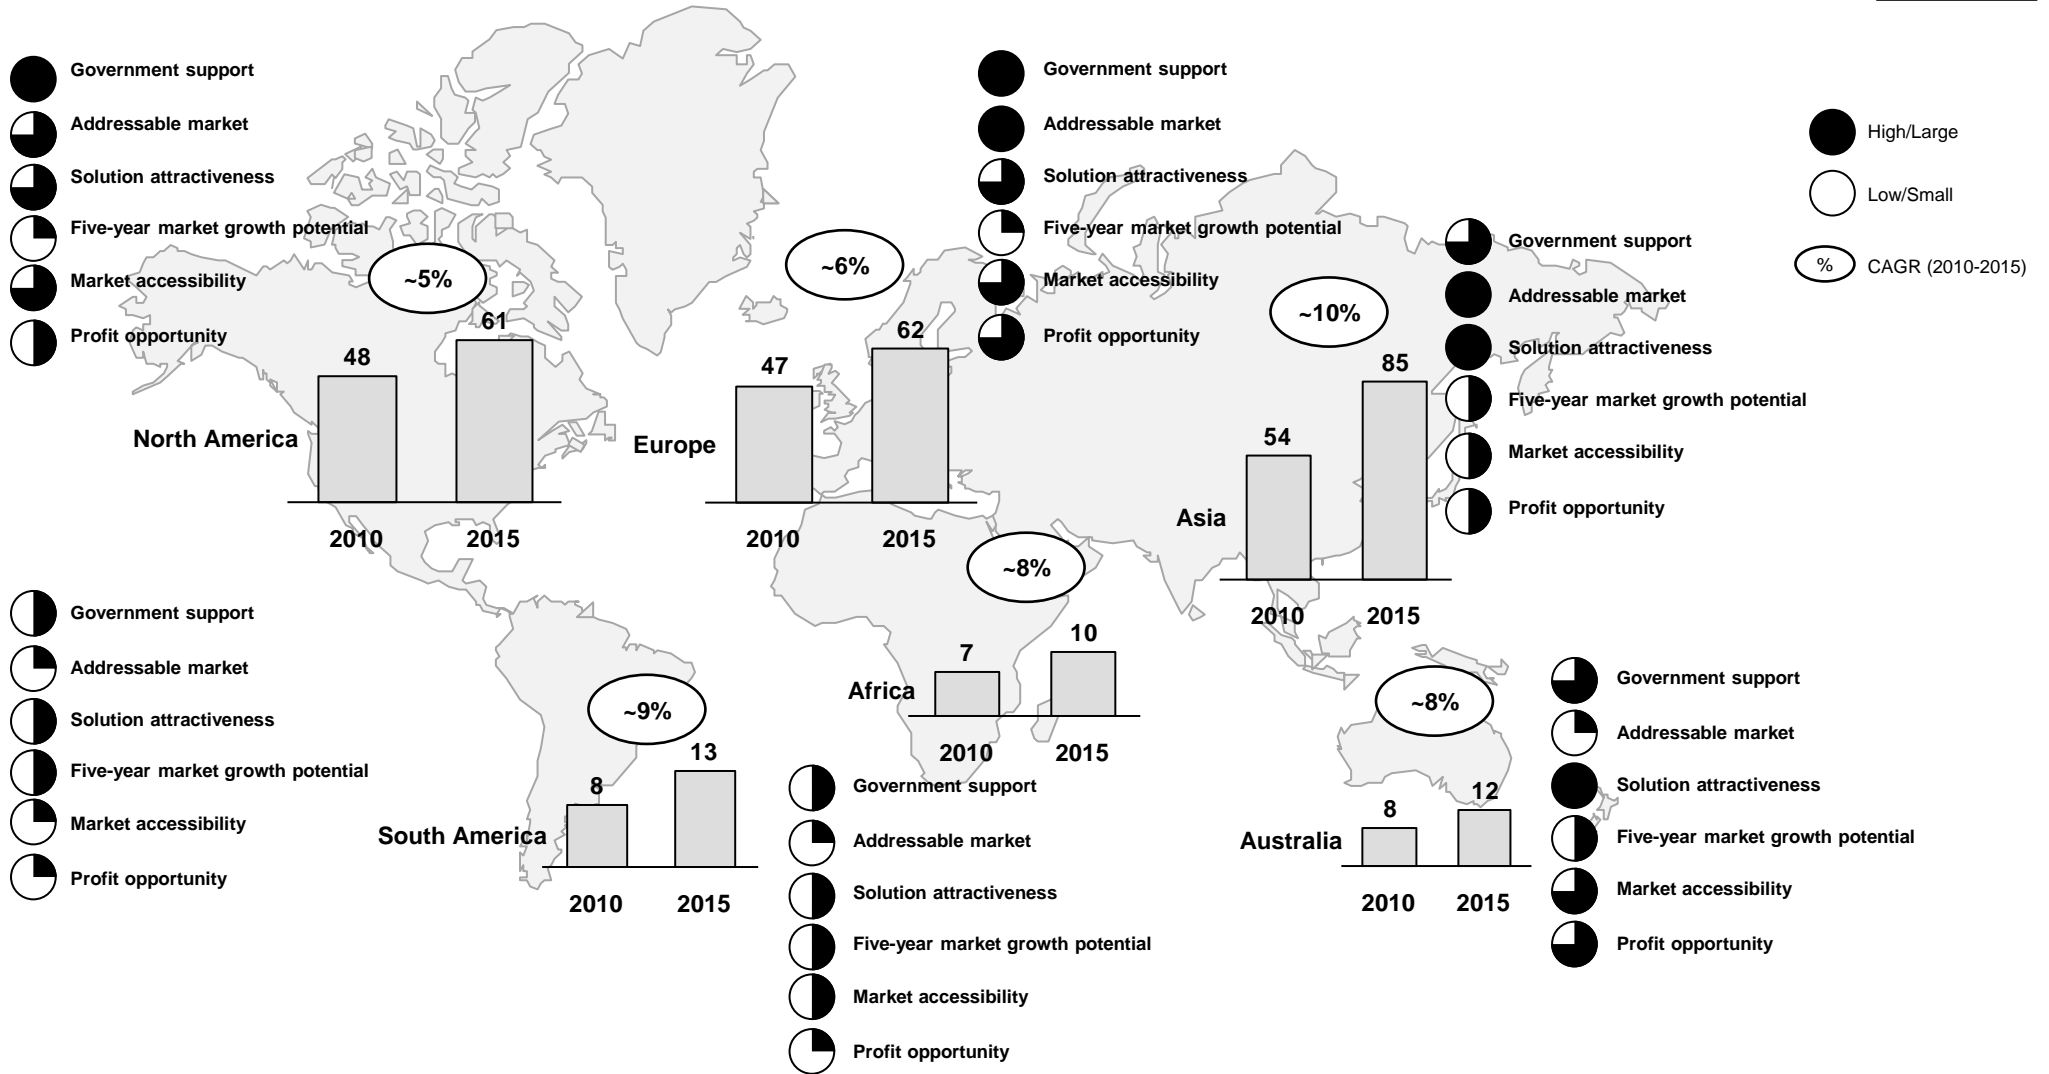 Government support
Addressable market
Solution attractiveness
Five-year market growth potential
Market accessibility
Profit opportunity
~5%
48
61
North America
2010
2015
~6%
47
62
Europe
2010
2015
Government support
Addressable market
Solution attractiveness
Five-year market growth potential
Market accessibility
Profit opportunity
~10%
54
85
Asia
2010
2015
Government support
Addressable market
Solution attractiveness
Five-year market growth potential
Market accessibility
Profit opportunity
High/Large
Low/Small
% CAGR (2010-2015)
Government support
Addressable market
Solution attractiveness
Five-year market growth potential
Market accessibility
Profit opportunity
~9%
8
13
South America
2010
2015
~8%
7
10
Africa
2010
2015
Government support
Addressable market
Solution attractiveness
Five-year market growth potential
Market accessibility
Profit opportunity
~8%
8
12
Australia
2010
2015
Government support
Addressable market
Solution attractiveness
Five-year market growth potential
Market accessibility
Profit opportunity